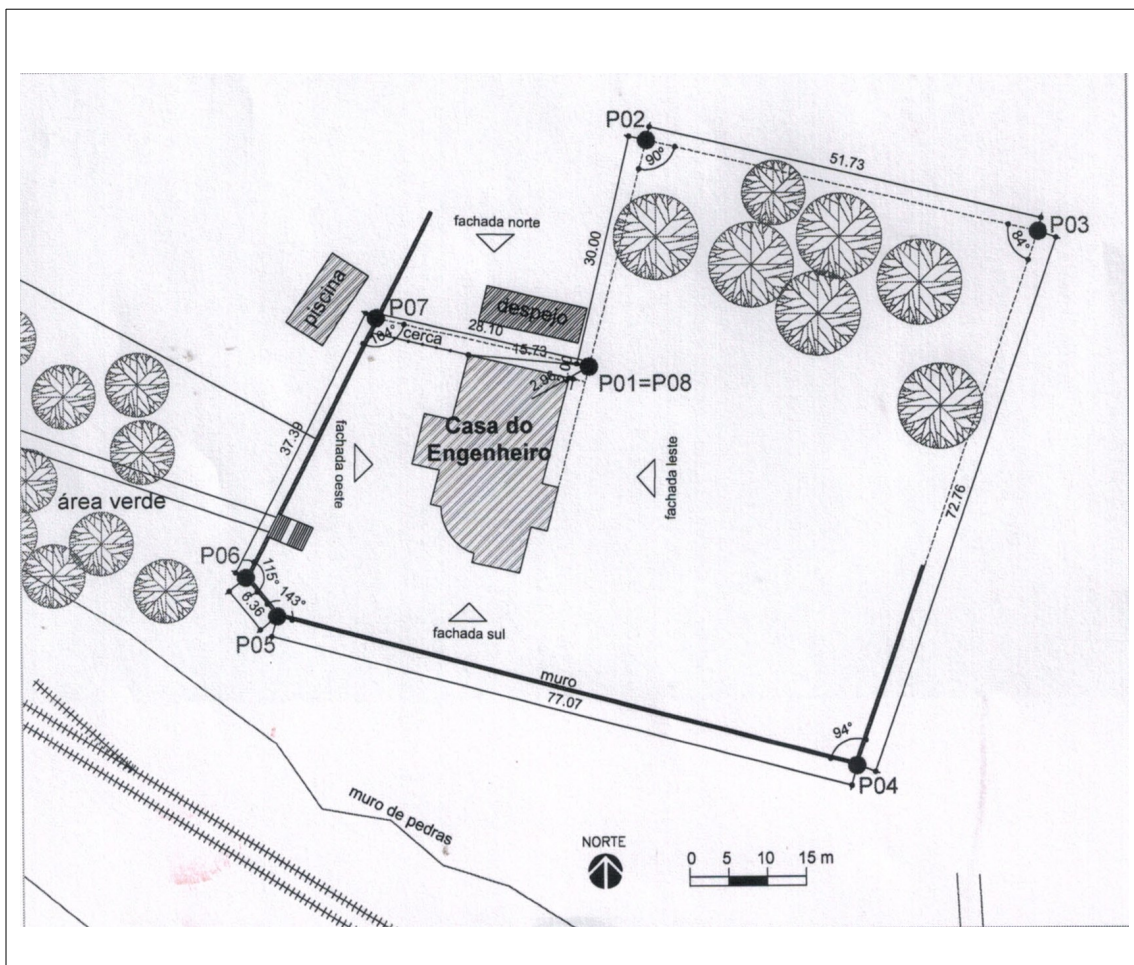 P02
90°
51.73
P03
84°
fachada norte
30.00
piscina
despejo
P07
cerca
28.10
15.73
P01=P08
2.98
Casa do
Engenheiro
37.39
fachada oeste
fachada leste
72.76
área verde
P06
115°
143°
6.36
P05
fachada sul
muro
77.07
94°
P04
muro de pedras
NORTE
0 5 10 15 m